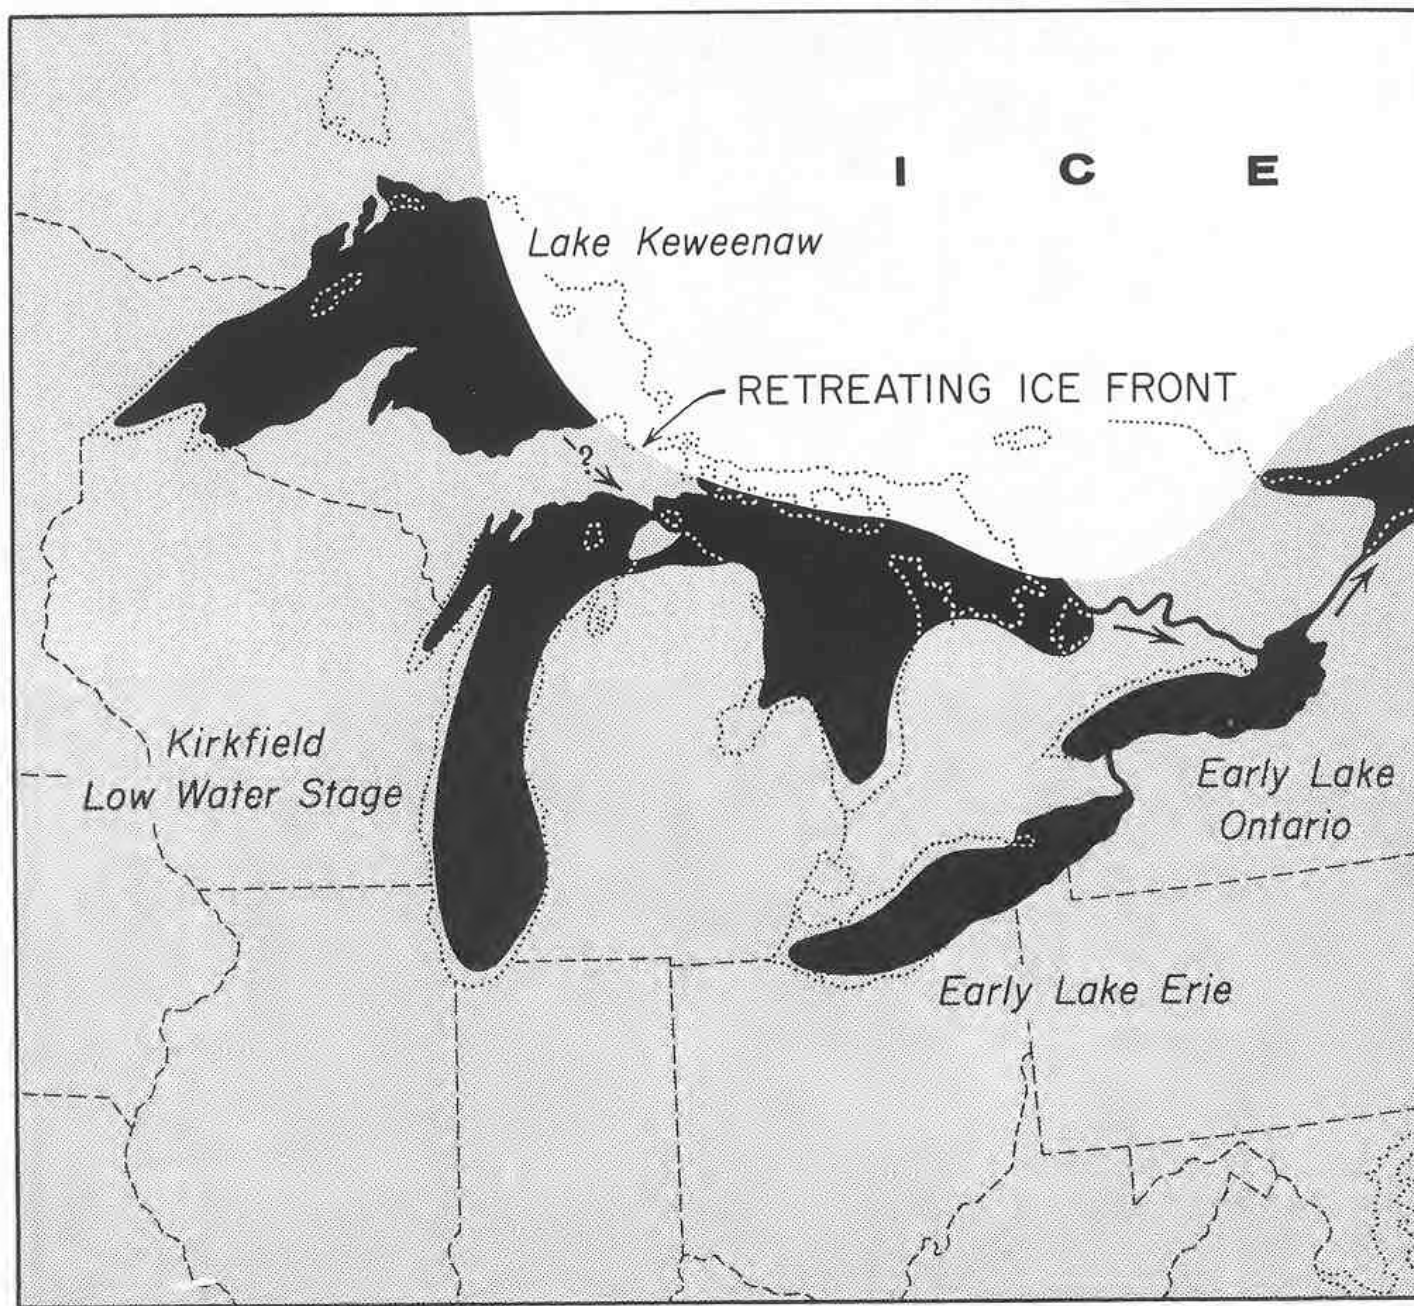 I C E
Lake Keweenaw
RETREATING ICE FRONT
?
Kirkfield
Low Water Stage
Early Lake
Ontario
Early Lake Erie